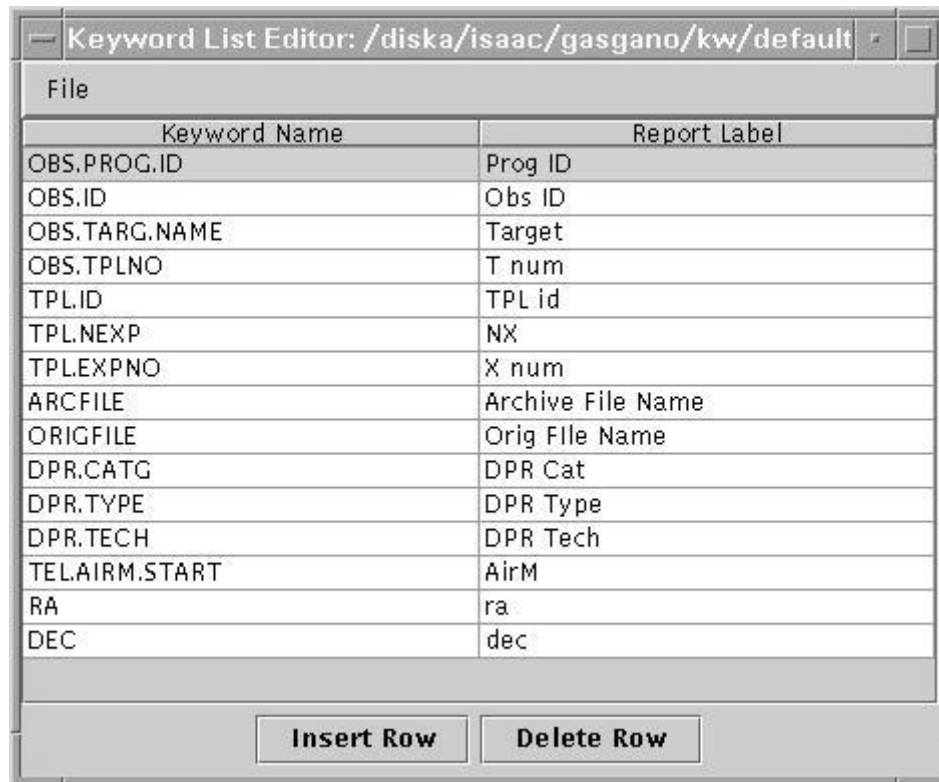 Keyword List Editor: /diska/isaac/gasgano/kw/default
File
Keyword Name Report Label
OBS.PROG.ID Prog ID
OBS.ID Obs ID
OBS.TARG.NAME Target
OBS.TPLNO T num
TPL.ID TPL id
TPL.NEXP NX
TPL.EXPNO X num
ARCFILE Archive File Name
ORIGFILE Orig FIle Name
DPR.CATG DPR Cat
DPR.TYPE DPR Type
DPR.TECH DPR Tech
TEL.AIRM.START AirM
RA ra
DEC dec
Insert Row Delete Row